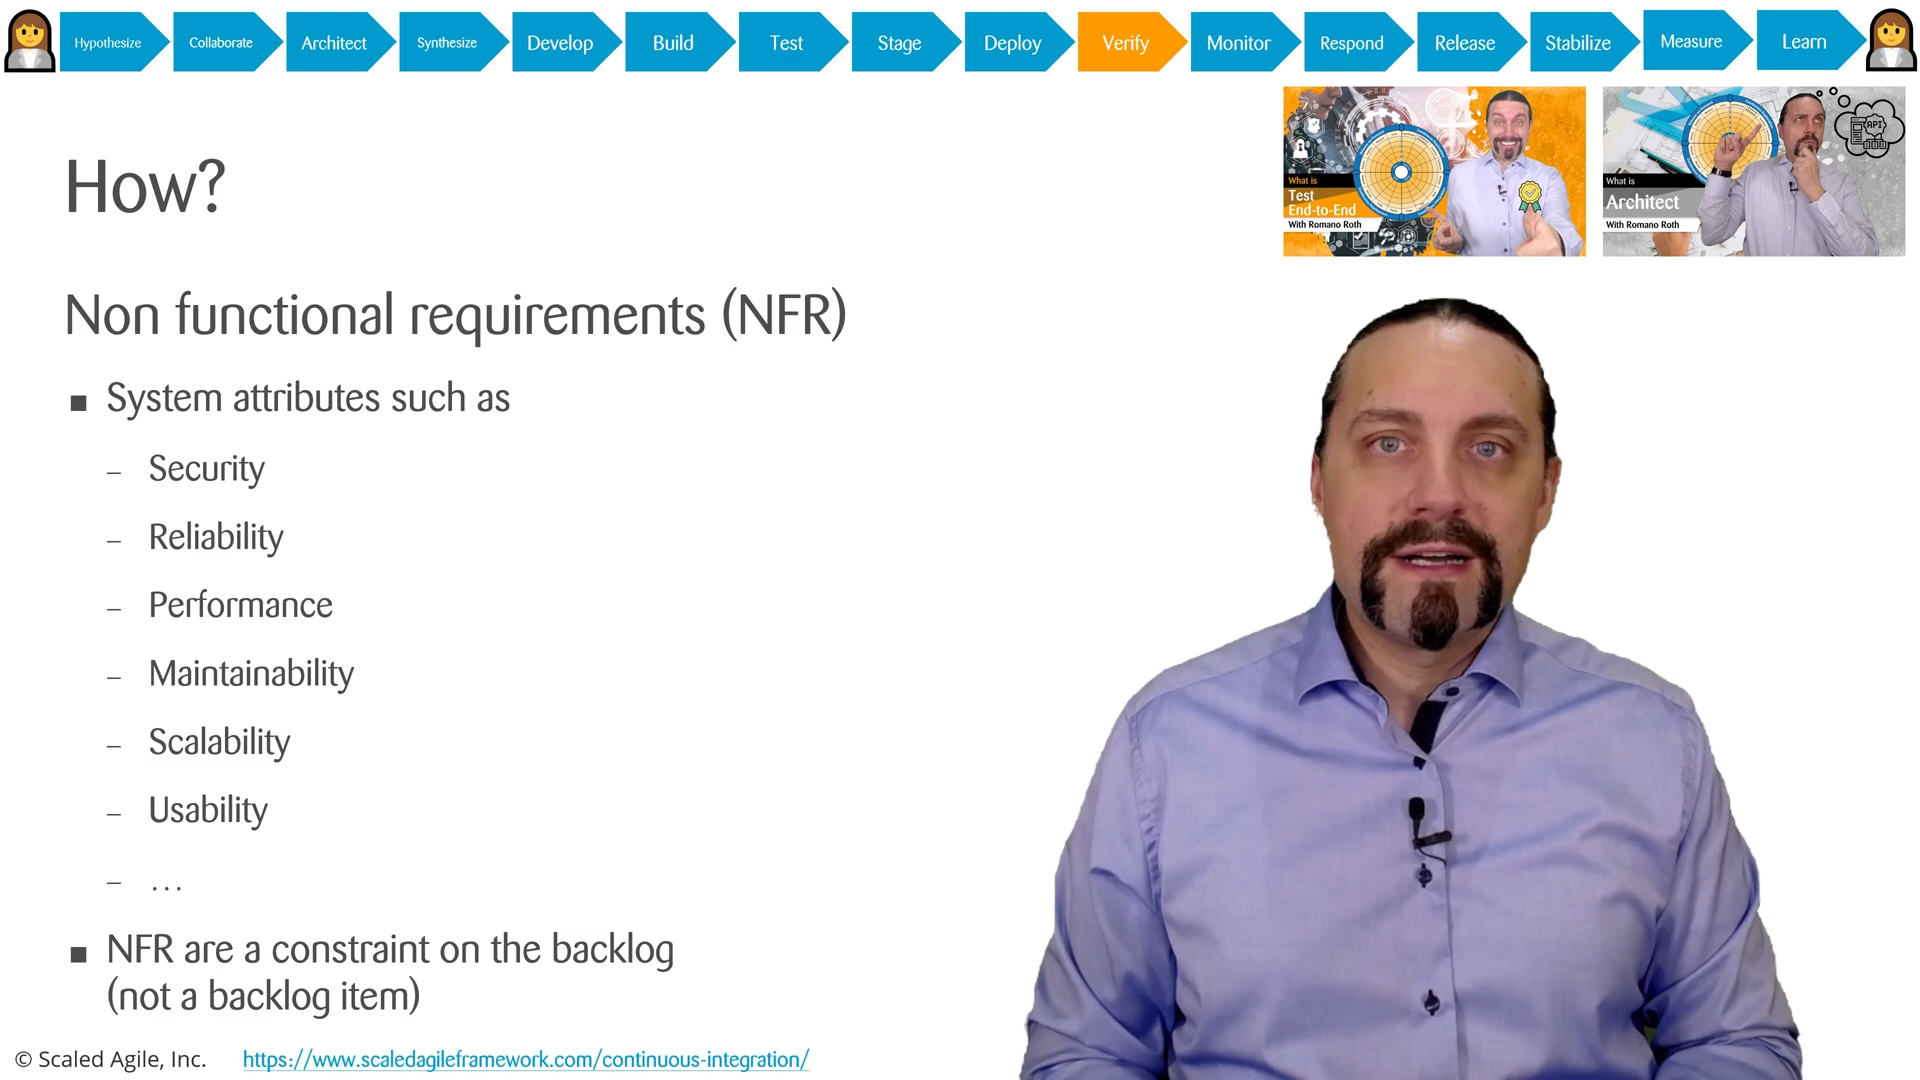 Hypothesize
Collaborate
Architect
Synthesize
Develop
Build
Test
Stage
Deploy
Verify
Monitor
Respond
Release
Stabilize
Measure
Learn
What is
Test
End-to-End
With Romano Roth
What is
Architect
With Romano Roth
API
How?
Non functional requirements (NFR)
■ System attributes such as
– Security
– Reliability
– Performance
– Maintainability
– Scalability
– Usability
– ...
■ NFR are a constraint on the backlog
(not a backlog item)
© Scaled Agile, Inc. https://www.scaledagileframework.com/continuous-integration/